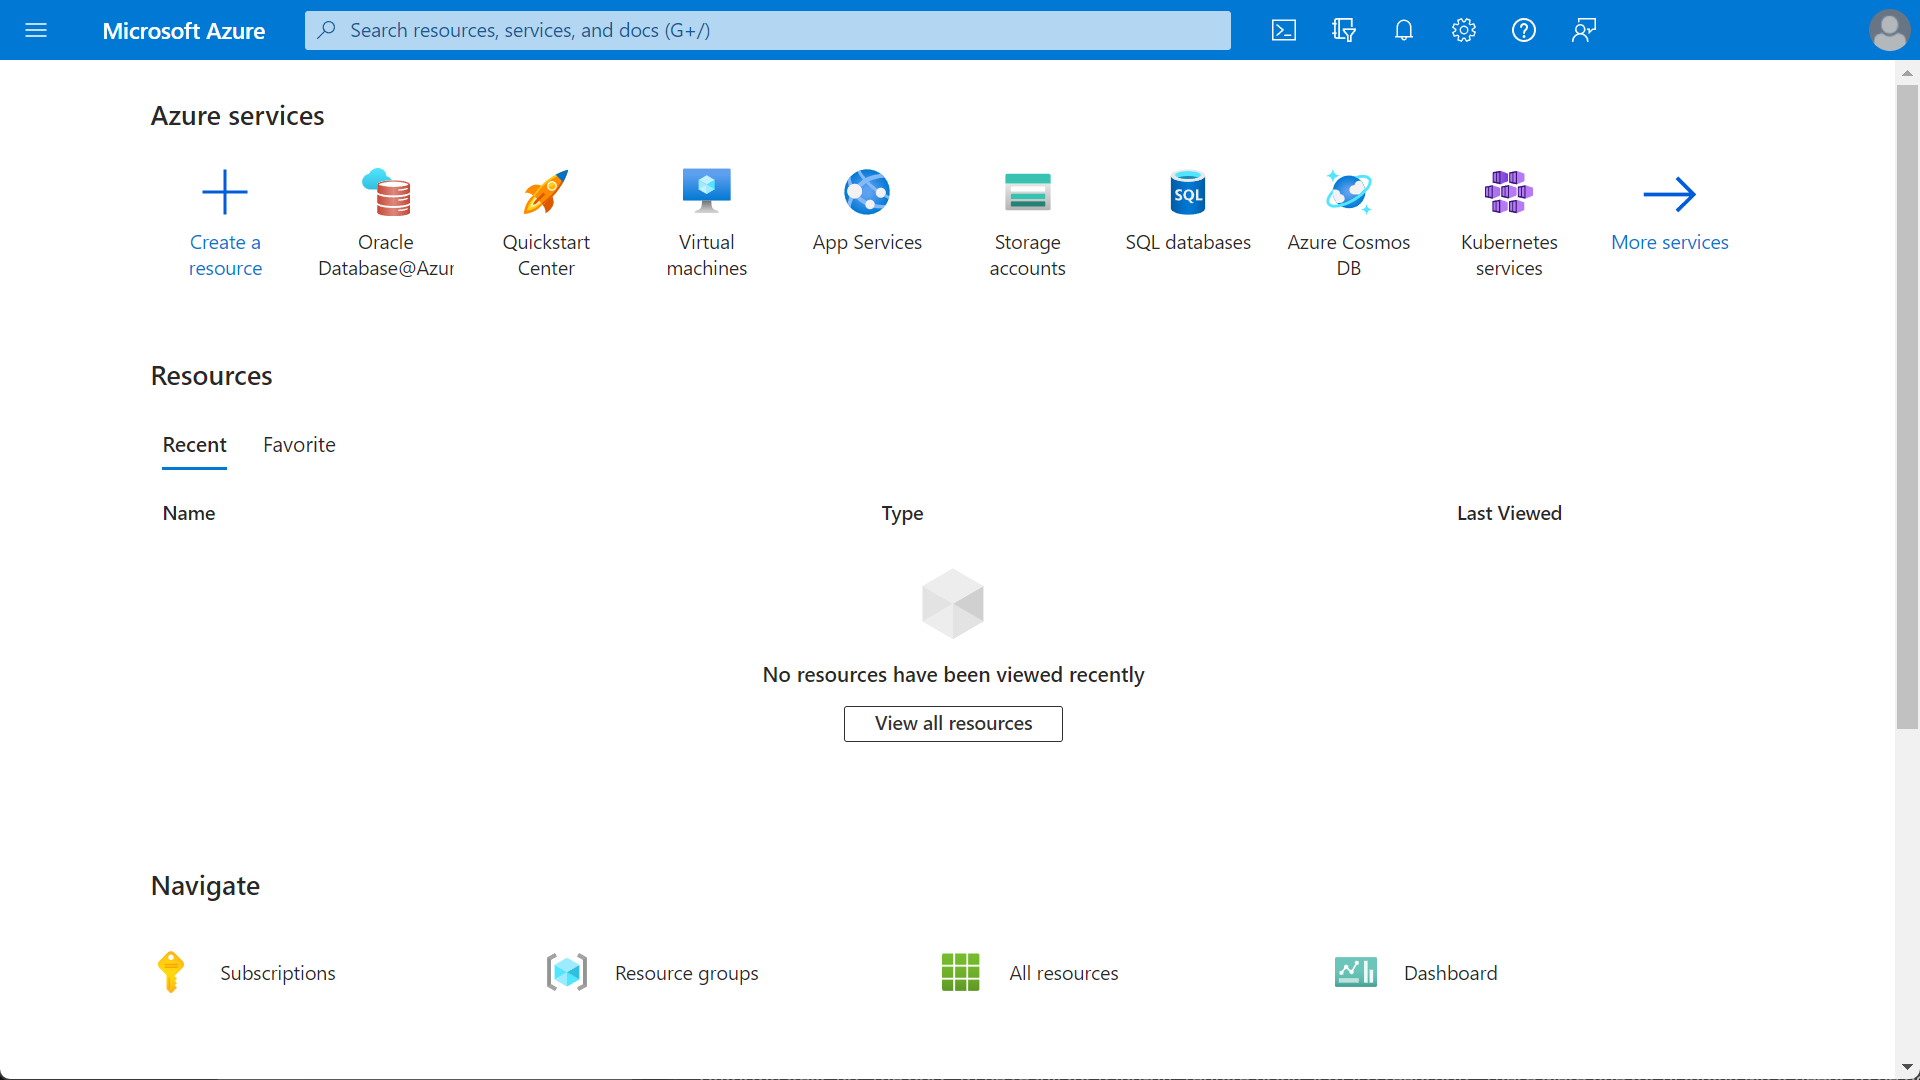 Microsoft Azure
Search resources, services, and docs (G+/)
Azure services
Create a
resource
Oracle
Database@Azur
Quickstart
Center
Virtual
machines
App Services
Storage
accounts
SQL
SQL databases
Azure Cosmos
DB
Kubernetes
services
More services
Resources
Recent
Favorite
Name
Type
Last Viewed
No resources have been viewed recently
View all resources
Navigate
Subscriptions
Resource groups
All resources
Dashboard